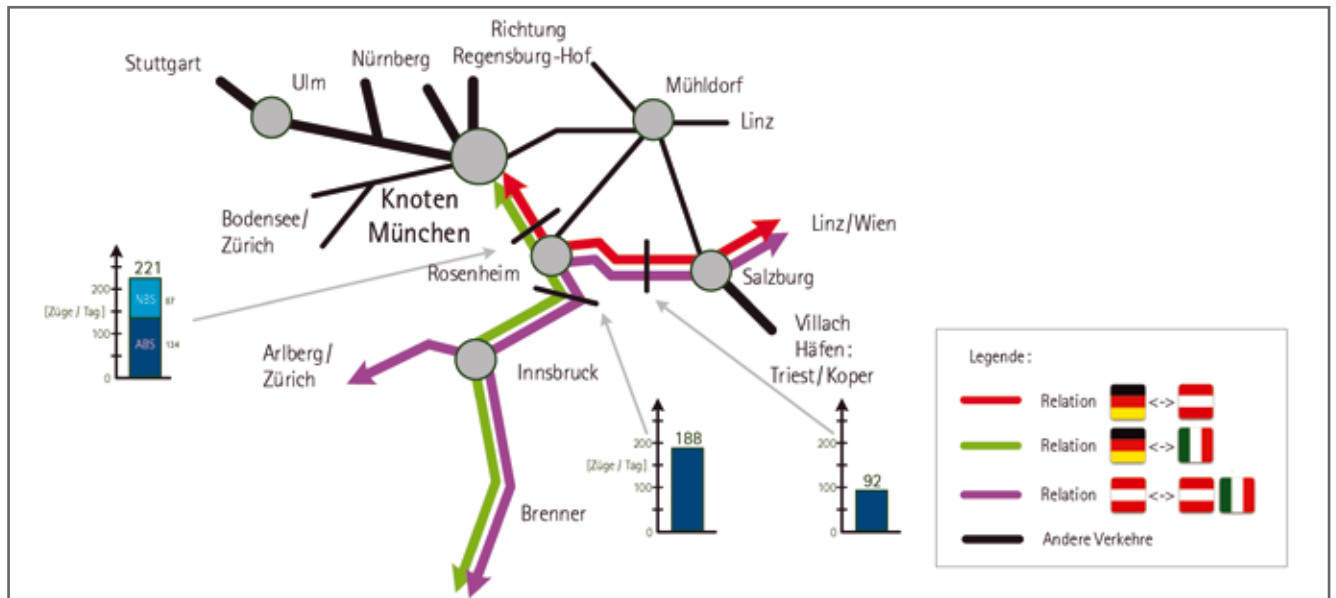 Richtung
Regensburg-Hof
Stuttgart
Ulm
Nürnberg
Mühldorf
Linz
Knoten
München
Bodensee/
Zürich
Rosenheim
Linz/Wien
Salzburg
Villach
Häfen:
Triest/Koper
221
200
[Züge / Tag]
100
0
NBS
87
ABS
134
Arlberg/
Zürich
Innsbruck
Brenner
188
200
[Züge / Tag]
100
0
200
92
100
0
Legende:
Relation <->
Relation <->
Relation <->
Andere Verkehre